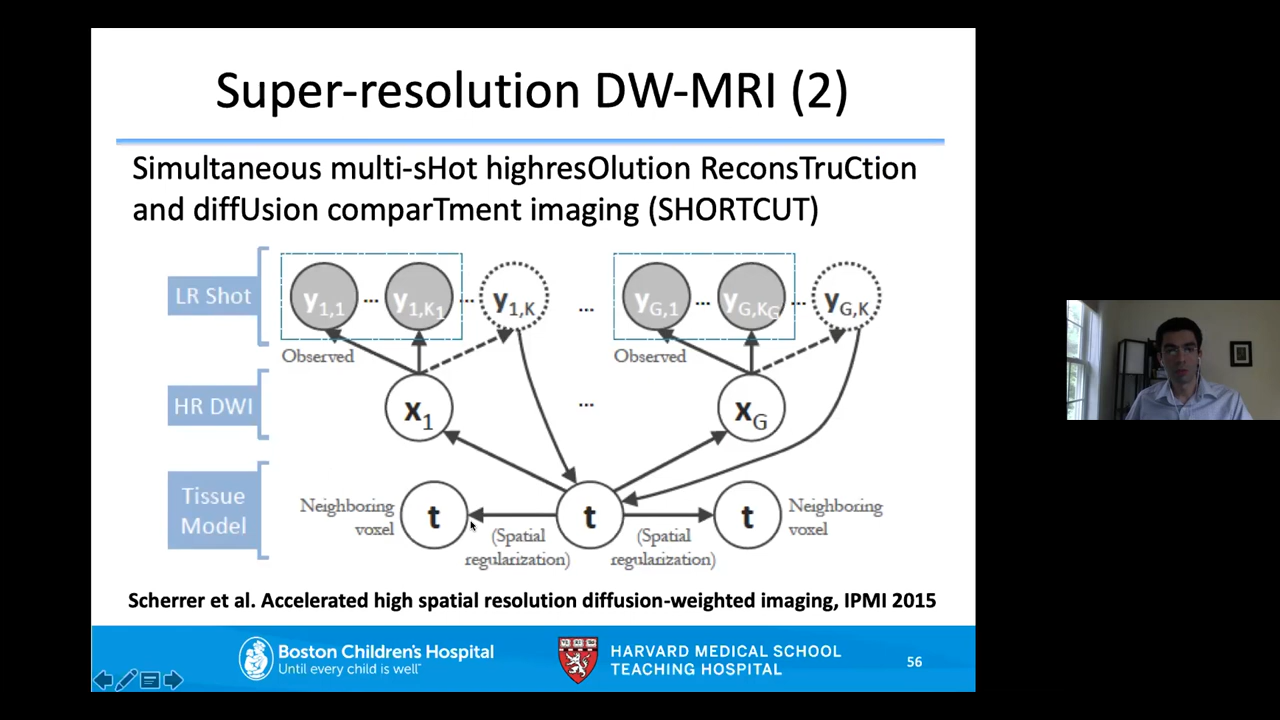 Super-resolution DW-MRI (2)
Simultaneous multi-sHot highresOlution ReconsTruCtion
and diffUsion comparTment imaging (SHORTCUT)
LR Shot
y1,1 ... y1,K1 ... y1,K ... yG,1 ... yG,KG ... yG,K
Observed
Observed
HR DWI
x1 ... xG
Tissue
Model
Neighboring
voxel
t
t
t
(Spatial
regularization)
(Spatial
regularization)
Neighboring
voxel
Scherrer et al. Accelerated high spatial resolution diffusion-weighted imaging, IPMI 2015
Boston Children's Hospital
Until every child is well™
HARVARD MEDICAL SCHOOL
TEACHING HOSPITAL
56